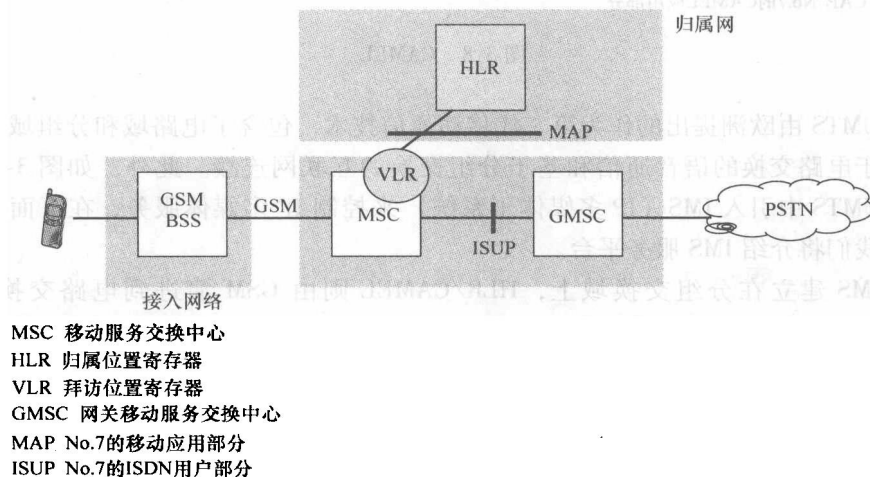 归属网
HLR
MAP
VLR
GSM
BSS
GSM
MSC
GMSC
PSTN
ISUP
接入网络
MSC 移动服务交换中心
HLR 归属位置寄存器
VLR 拜访位置寄存器
GMSC 网关移动服务交换中心
MAP No.7的移动应用部分
ISUP No.7的ISDN用户部分